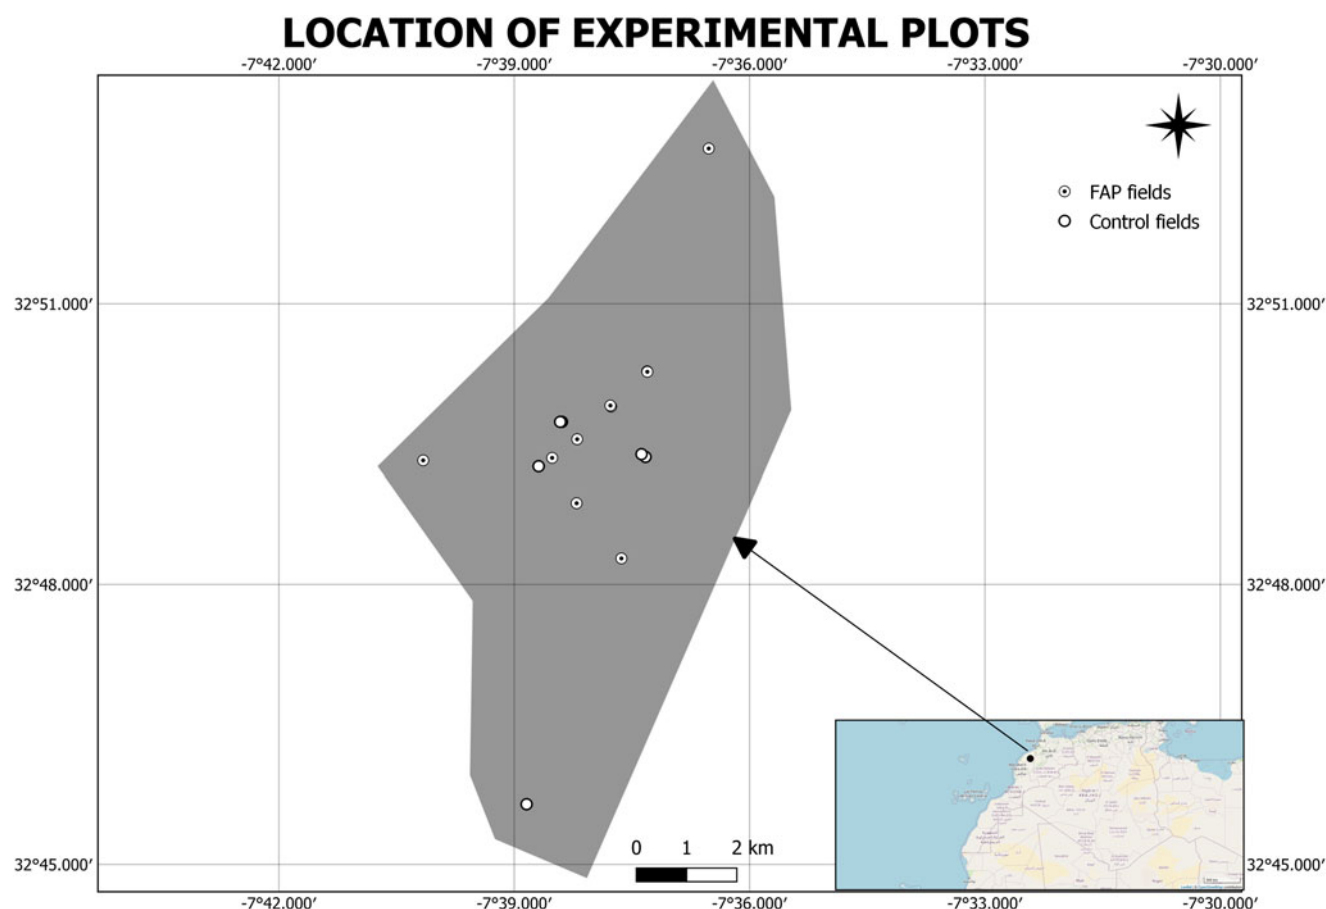 LOCATION OF EXPERIMENTAL PLOTS
-7°42.000′ -7°39.000′ -7°36.000′ -7°33.000′ -7°30.000′
FAP fields
Control fields
32°51.000′ 32°51.000′
32°48.000′ 32°48.000′
0 1 2 km
32°45.000′ 32°45.000′
-7°42.000′ -7°39.000′ -7°36.000′ -7°33.000′ -7°30.000′